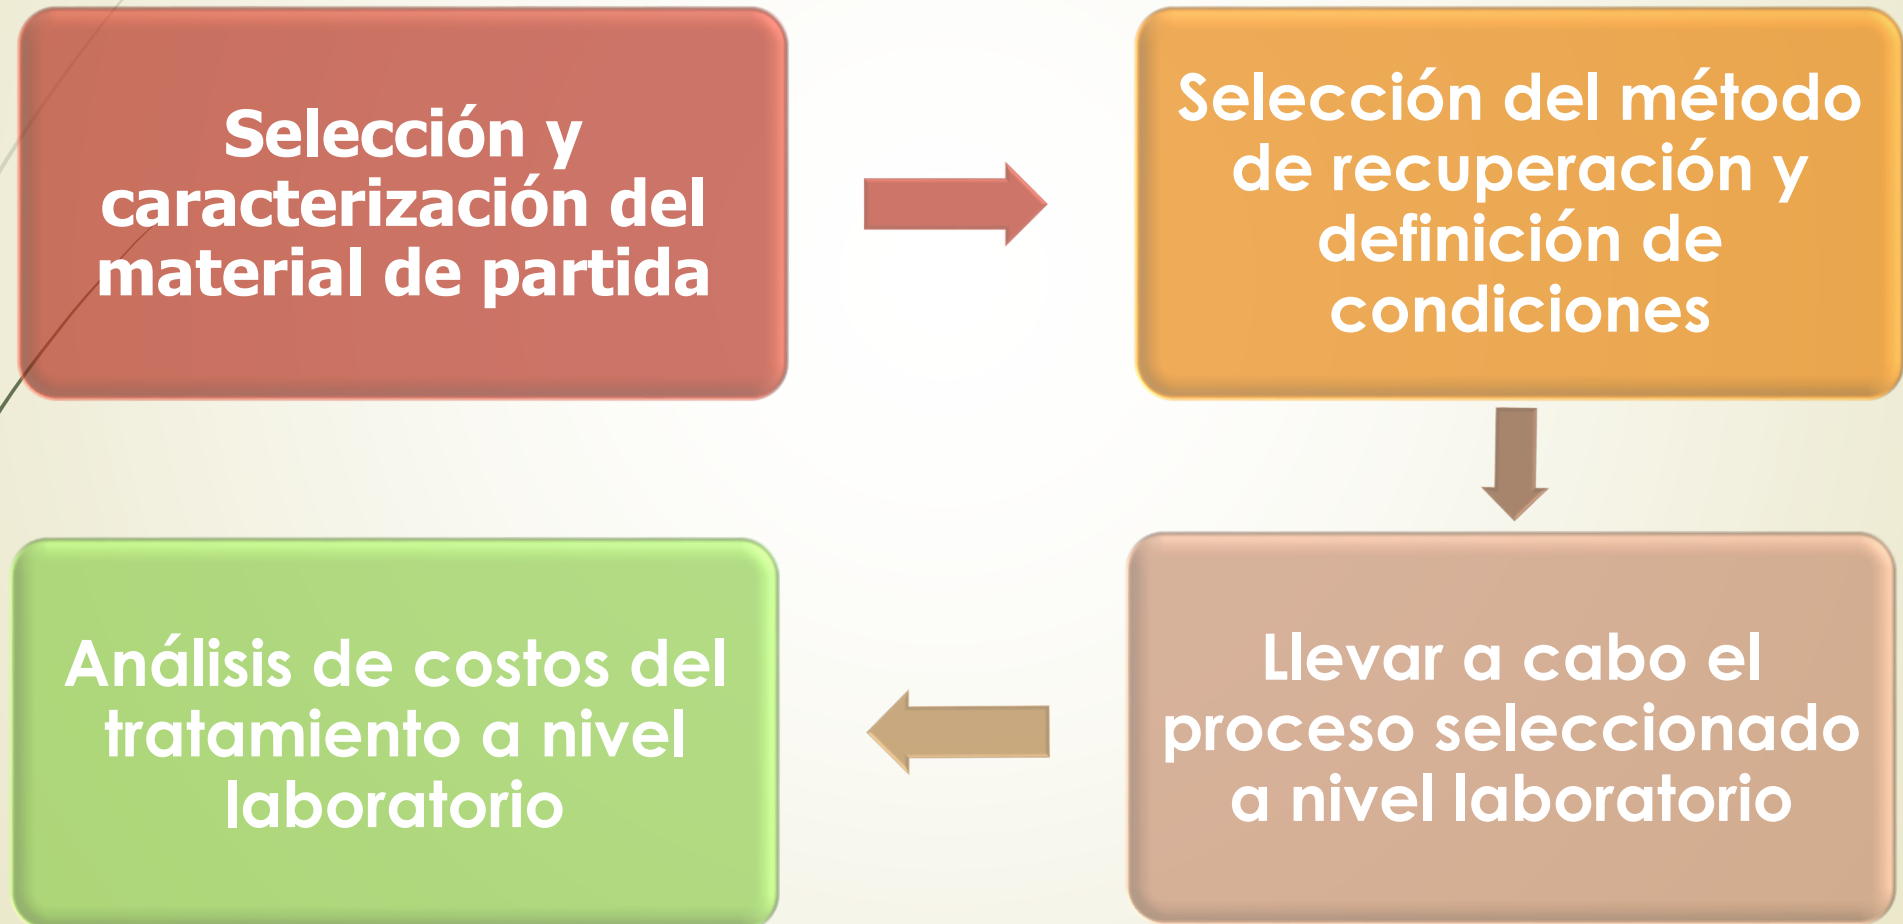 Selección y
caracterización del
material de partida
Selección del método
de recuperación y
definición de
condiciones
Llevar a cabo el
proceso seleccionado
a nivel laboratorio
Análisis de costos del
tratamiento a nivel
laboratorio